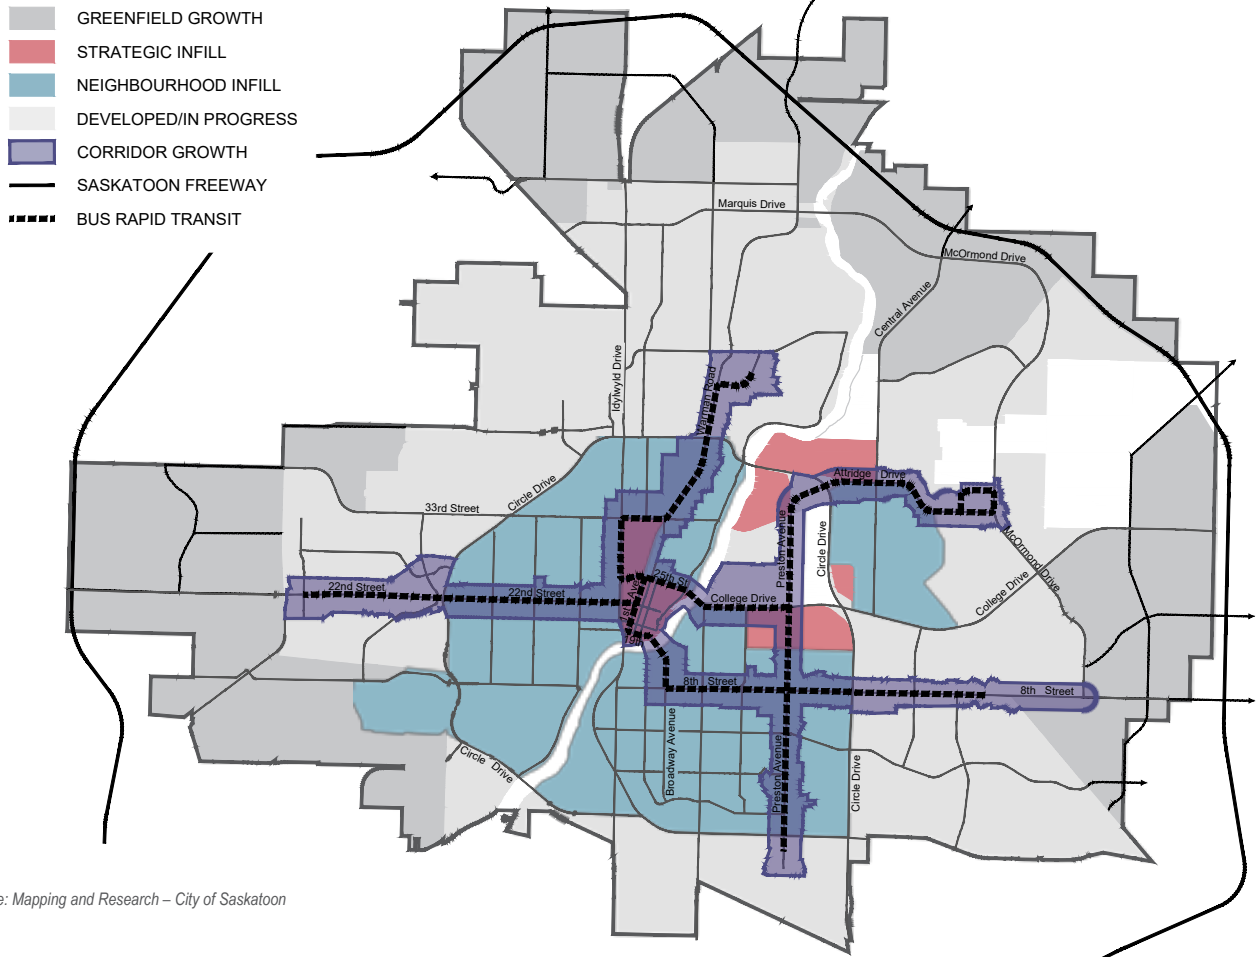 GREENFIELD GROWTH
STRATEGIC INFILL
NEIGHBOURHOOD INFILL
DEVELOPED/IN PROGRESS
CORRIDOR GROWTH
SASKATOON FREEWAY
BUS RAPID TRANSIT
Marquis Drive
McOrmond Drive
Central Avenue
Idylwyld Drive
Warman Road
Circle Drive
33rd Street
Attridge Drive
Preston Avenue
Circle Drive
McOrmond Drive
College Drive
22nd Street
22nd Street
25th St
1st Ave
19th
College Drive
8th Street
8th Street
Broadway Avenue
Preston Avenue
Circle Drive
Circle Drive
e: Mapping and Research – City of Saskatoon